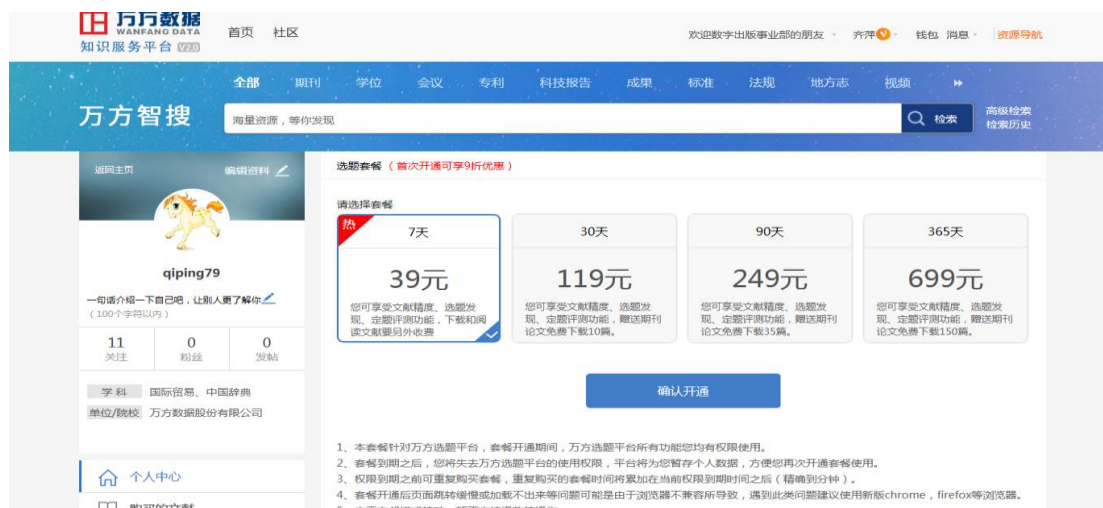 万方数据
WANFANG DATA
知识服务平台 V2.0
首页 社区
欢迎数字出版事业部的朋友 齐萍 钱包 消息 资源导航
全部 期刊 学位 会议 专利 科技报告 成果 标准 法规 地方志 视频
万方智搜
海量资源，等你发现
检索
高级检索
检索历史
返回主页 编辑资料
qiping79
一句话介绍一下自己吧，让别人更了解你
（100个字符以内）
11 0 0
关注 粉丝 发帖
学科 国际贸易、中国辞典
单位/院校 万方数据股份有限公司
个人中心
购买的文献
选题套餐（首次开通可享9折优惠）
请选择套餐
热
7天
39元
您可享受文献精度、选题发
现、定题评测功能，下载和阅
读文献要另外收费
30天
119元
您可享受文献精度、选题发
现、定题评测功能，赠送期刊
论文免费下载10篇。
90天
249元
您可享受文献精度、选题发
现、定题评测功能，赠送期刊
论文免费下载35篇。
365天
699元
您可享受文献精度、选题发
现、定题评测功能，赠送期刊
论文免费下载150篇。
确认开通
1、本套餐针对万方选题平台，套餐开通期间，万方选题平台所有功能您均有权限使用。
2、套餐到期之后，您将失去万方选题平台的使用权限，平台将为您暂存个人数据，方便您再次开通套餐使用。
3、权限到期之前可重复购买套餐，重复购买的套餐时间将累加在当前权限到期时间之后（精确到分钟）。
4、套餐开通后页面跳转缓慢或加载不出来等问题可能是由于浏览器不兼容所导致，遇到此类问题建议使用新版chrome，firefox等浏览器。